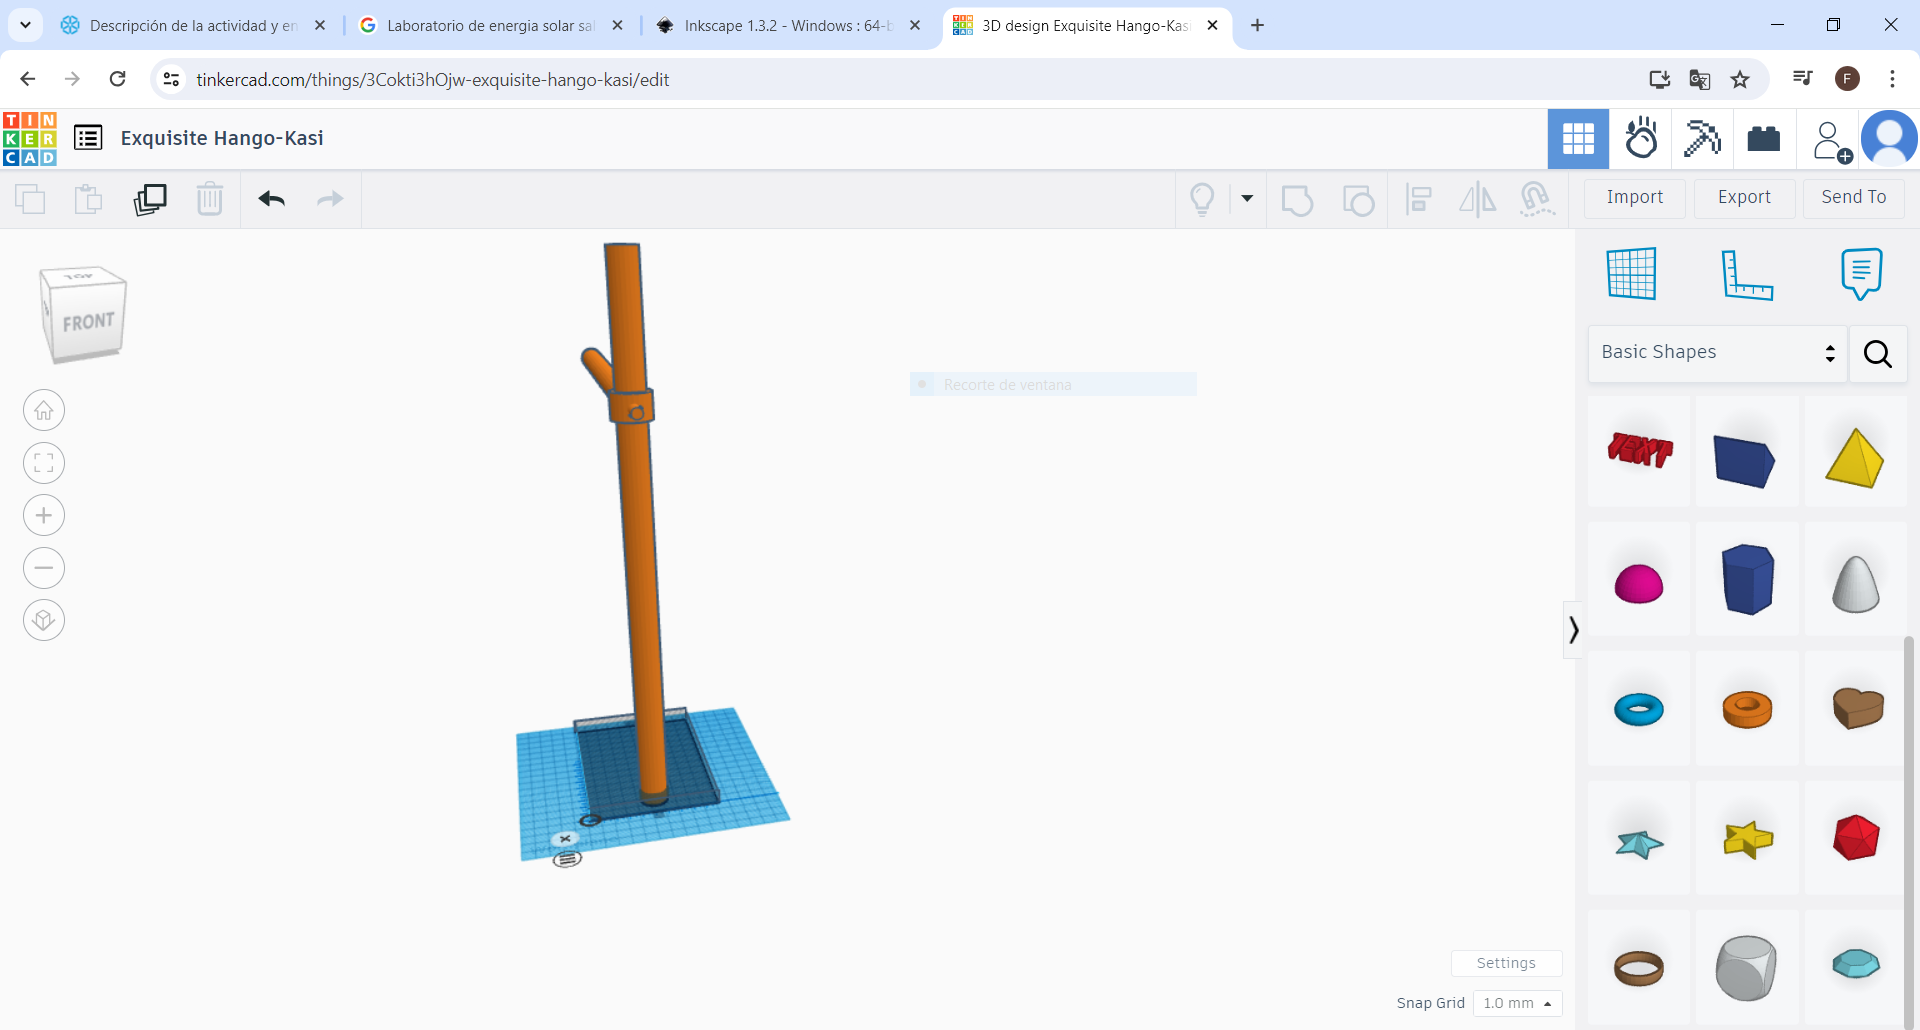 Descripción de la actividad y en
Laboratorio de energia solar sal
Inkscape 1.3.2 - Windows : 64-b
3D design Exquisite Hango-Kasi
tinkercad.com/things/3Cokti3hOjw-exquisite-hango-kasi/edit
F
TIN
KER
CAD
Exquisite Hango-Kasi
Import
Export
Send To
TOP
FRONT
Recorte de ventana
Basic Shapes
TEXT
Settings
Snap Grid
1.0 mm